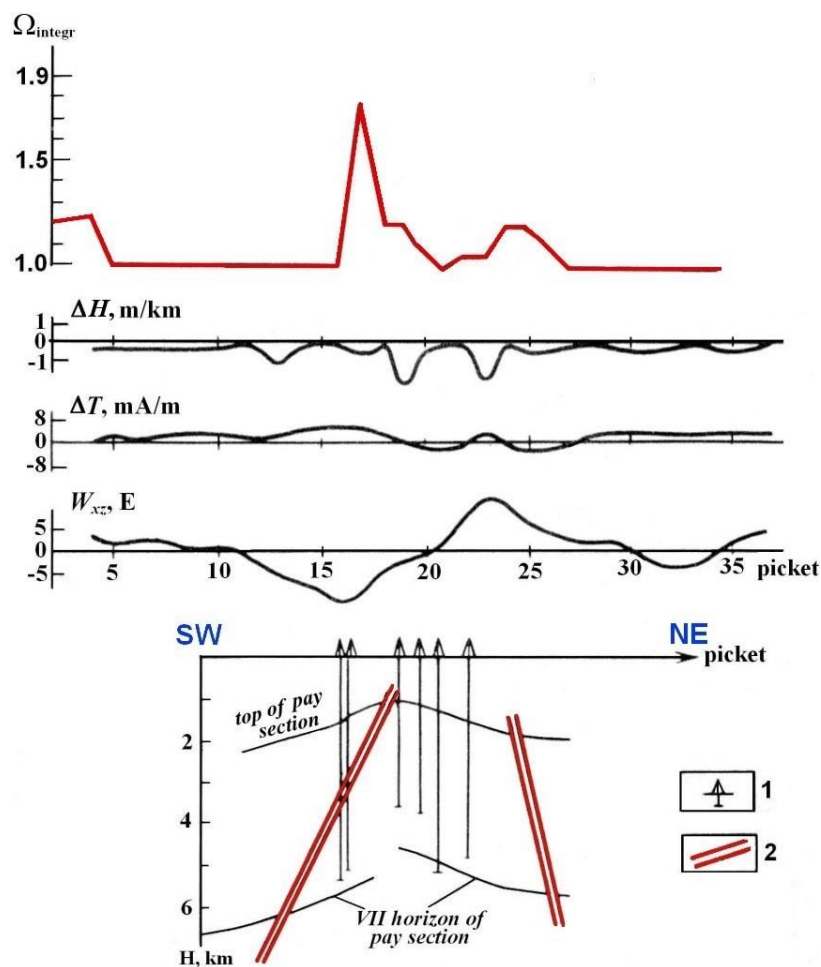 Ωintegr
1.9
1.5
1.0
ΔH, m/km
1
0
-1
ΔT, mA/m
8
0
-8
Wxz, E
5
0
-5
5 10 15 20 25 30 35 picket
SW NE
picket
top of pay
section
2
4
6
VII horizon of
pay section
H, km
1
2